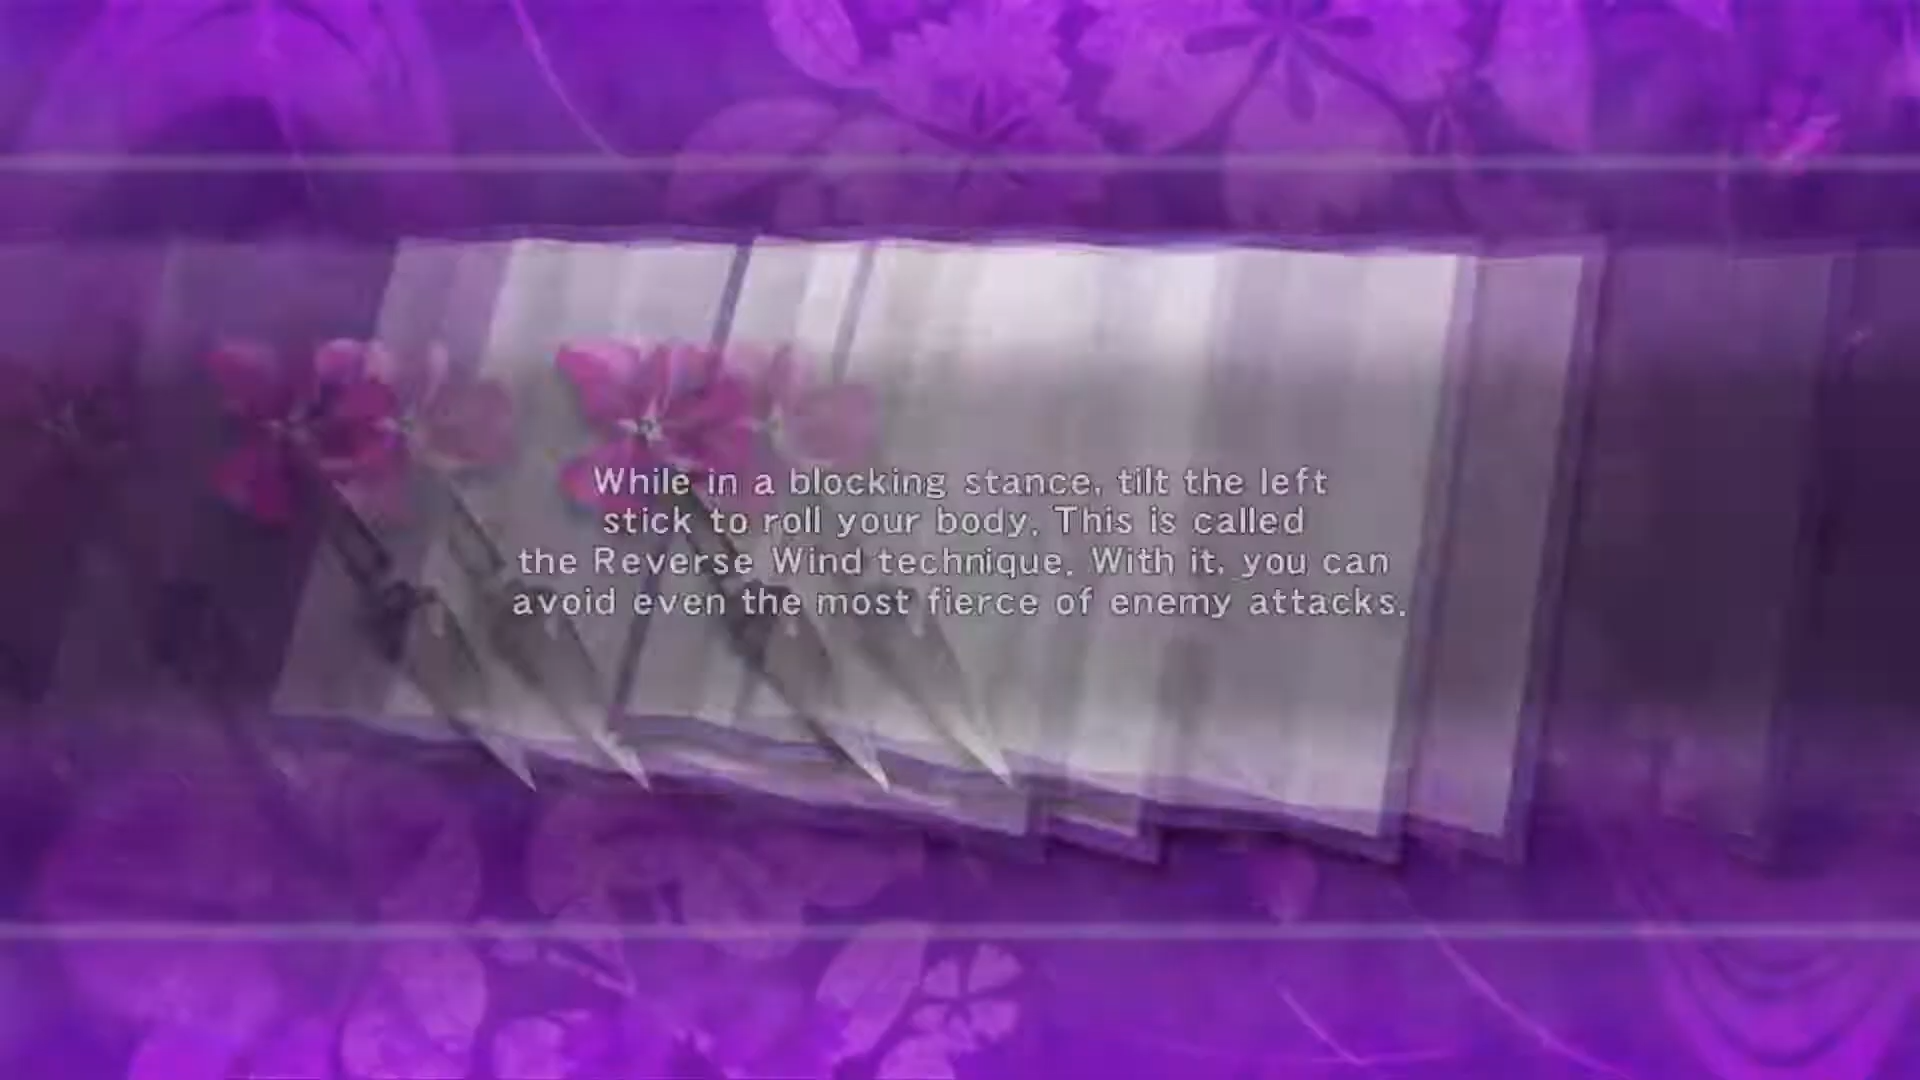 While in a blocking stance, tilt the left
stick to roll your body. This is called
the Reverse Wind technique. With it, you can
avoid even the most fierce of enemy attacks.